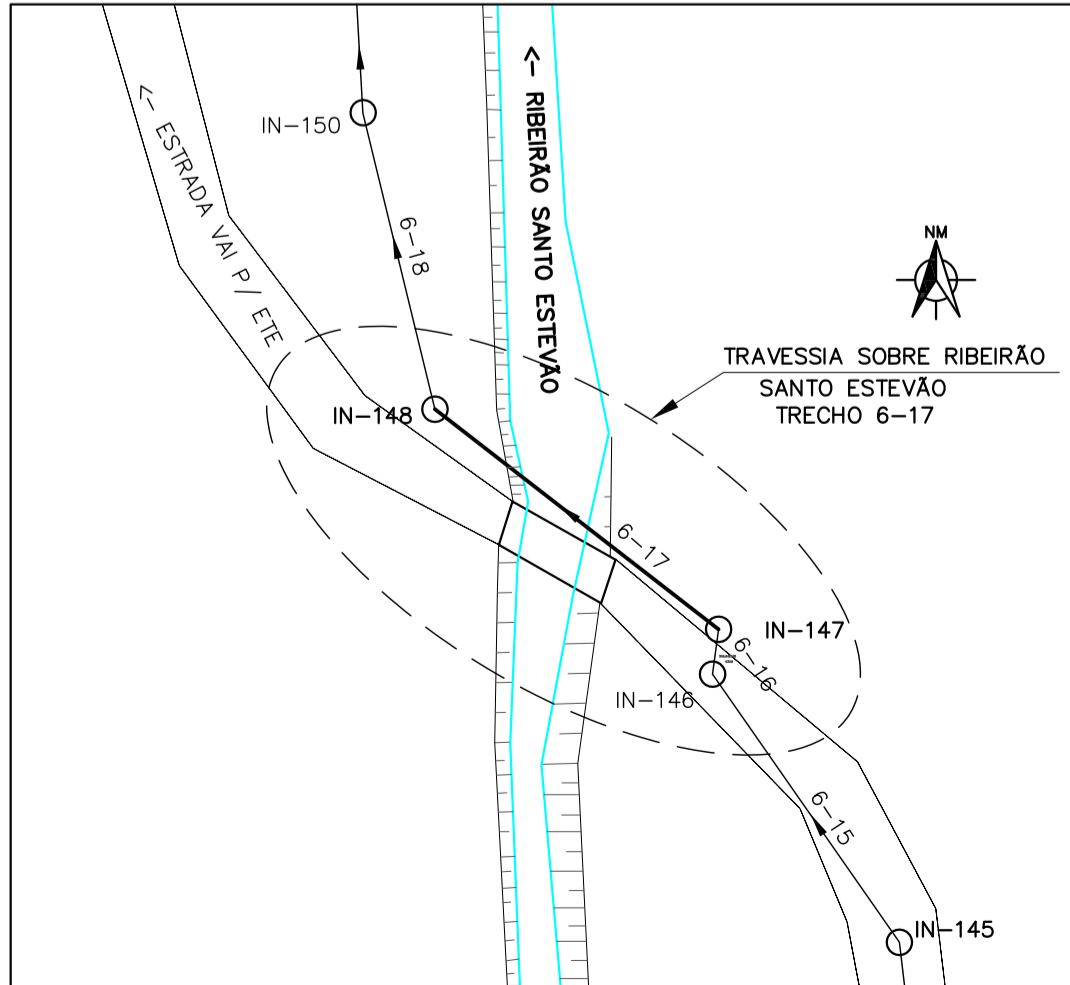 <- RIBEIRÃO SANTO ESTEVÃO
<- ESTRADA VAI P/ ETE
IN-150
6-18
NM
TRAVESSIA SOBRE RIBEIRÃO
SANTO ESTEVÃO
TRECHO 6-17
IN-148
6-17
IN-147
6-16
IN-146
6-15
IN-145